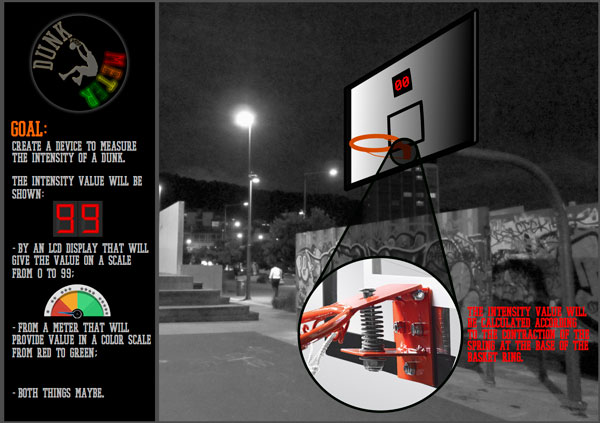 DUNK
METER
GOAL:
CREATE A DEVICE TO MEASURE
THE INTENSITY OF A DUNK.
THE INTENSITY VALUE WILL BE
SHOWN:
99
- BY AN LCD DISPLAY THAT WILL
GIVE THE VALUE ON A SCALE
FROM 0 TO 99;
- FROM A METER THAT WILL
PROVIDE VALUE IN A COLOR SCALE
FROM RED TO GREEN;
- BOTH THINGS MAYBE.
00
THE INTENSITY VALUE WILL
BE CALCULATED ACCORDING
TO THE CONTRACTION OF THE
SPRING AT THE BASE OF THE
BASKET RING.